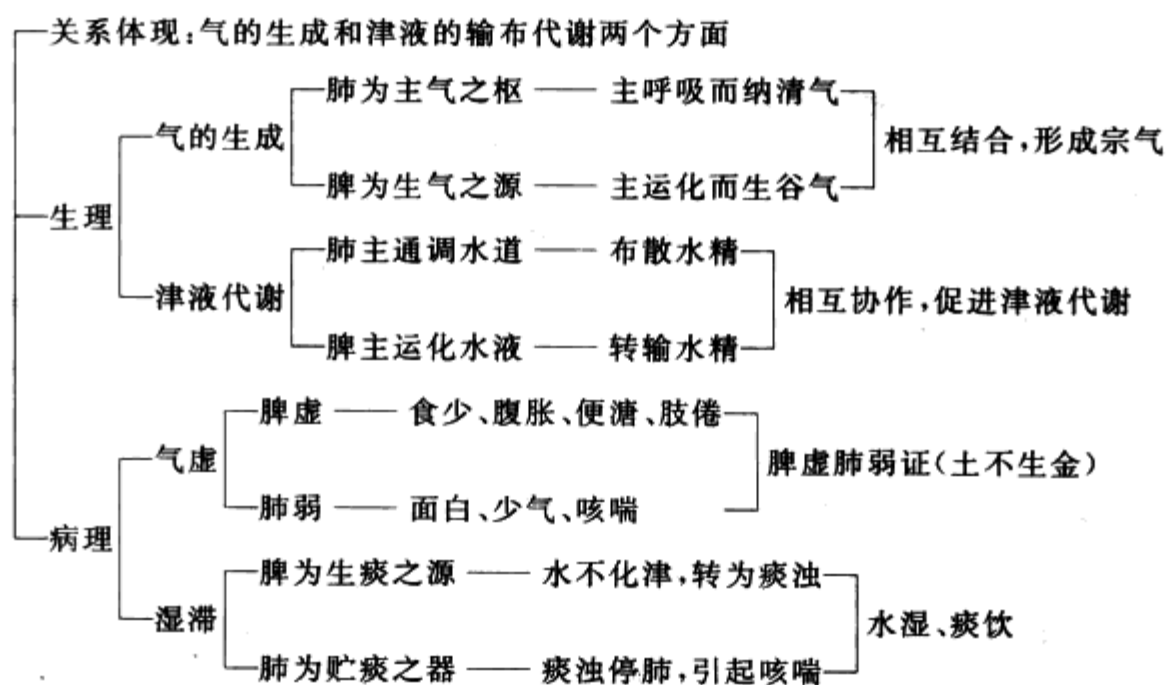 关系体现:气的生成和津液的输布代谢两个方面
肺为主气之枢 —— 主呼吸而纳清气
气的生成
相互结合,形成宗气
脾为生气之源 —— 主运化而生谷气
生理
肺主通调水道 —— 布散水精
津液代谢
相互协作,促进津液代谢
脾主运化水液 —— 转输水精
脾虚 —— 食少、腹胀、便溏、肢倦
气虚
脾虚肺弱证(土不生金)
肺弱 —— 面白、少气、咳喘
病理
脾为生痰之源 —— 水不化津,转为痰浊
湿滞
水湿、痰饮
肺为贮痰之器 —— 痰浊停肺,引起咳喘